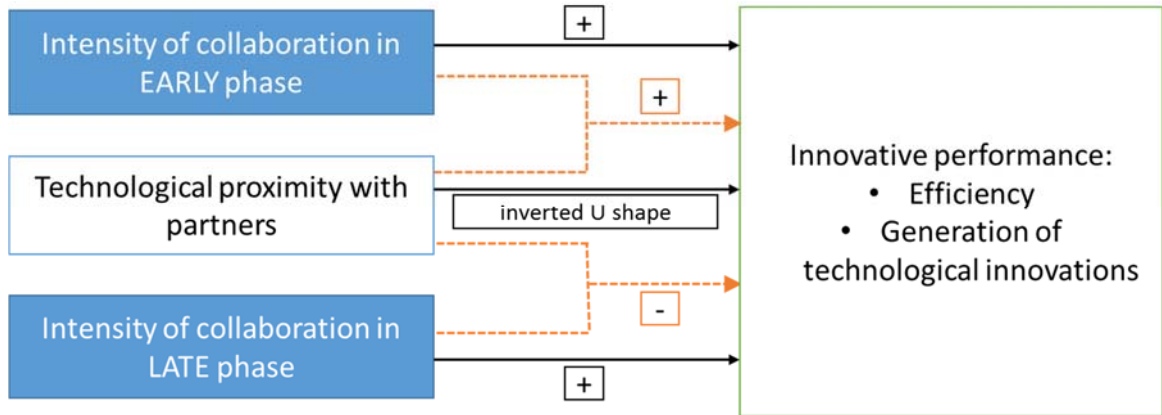 Intensity of collaboration in
EARLY phase
+
+
Technological proximity with
partners
inverted U shape
-
Intensity of collaboration in
LATE phase
+
Innovative performance:
• Efficiency
• Generation of
technological innovations